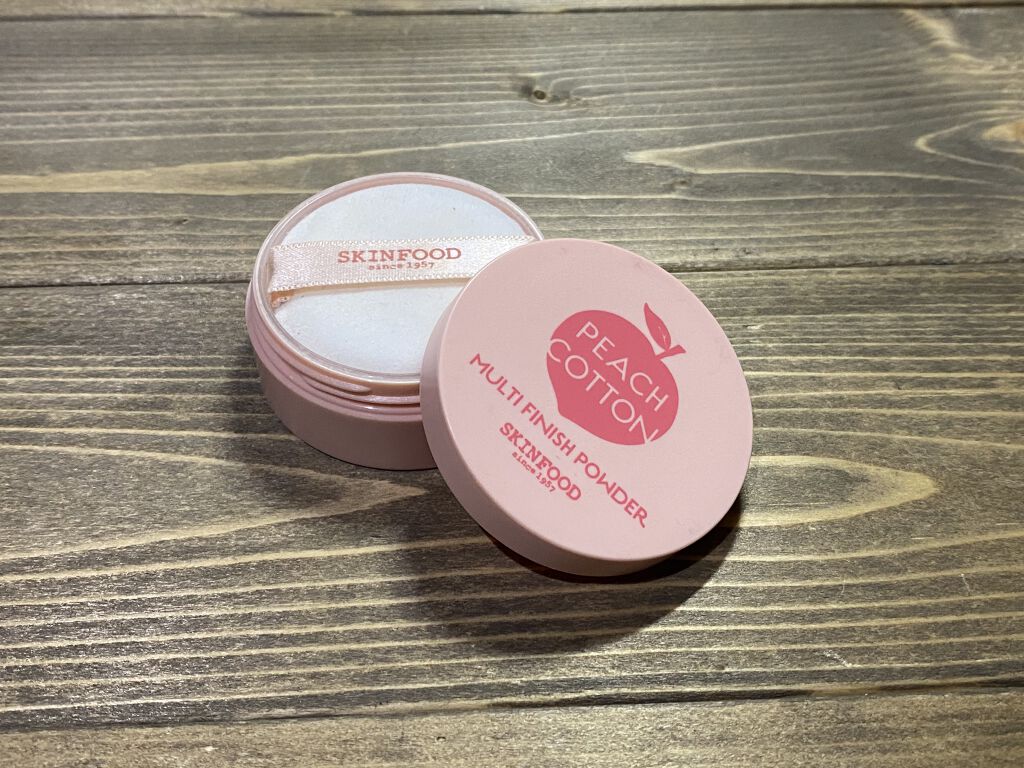 SKINFOOD
since 1957
PEACH
COTTON
MULTI FINISH POWDER
SKINFOOD
since 1957